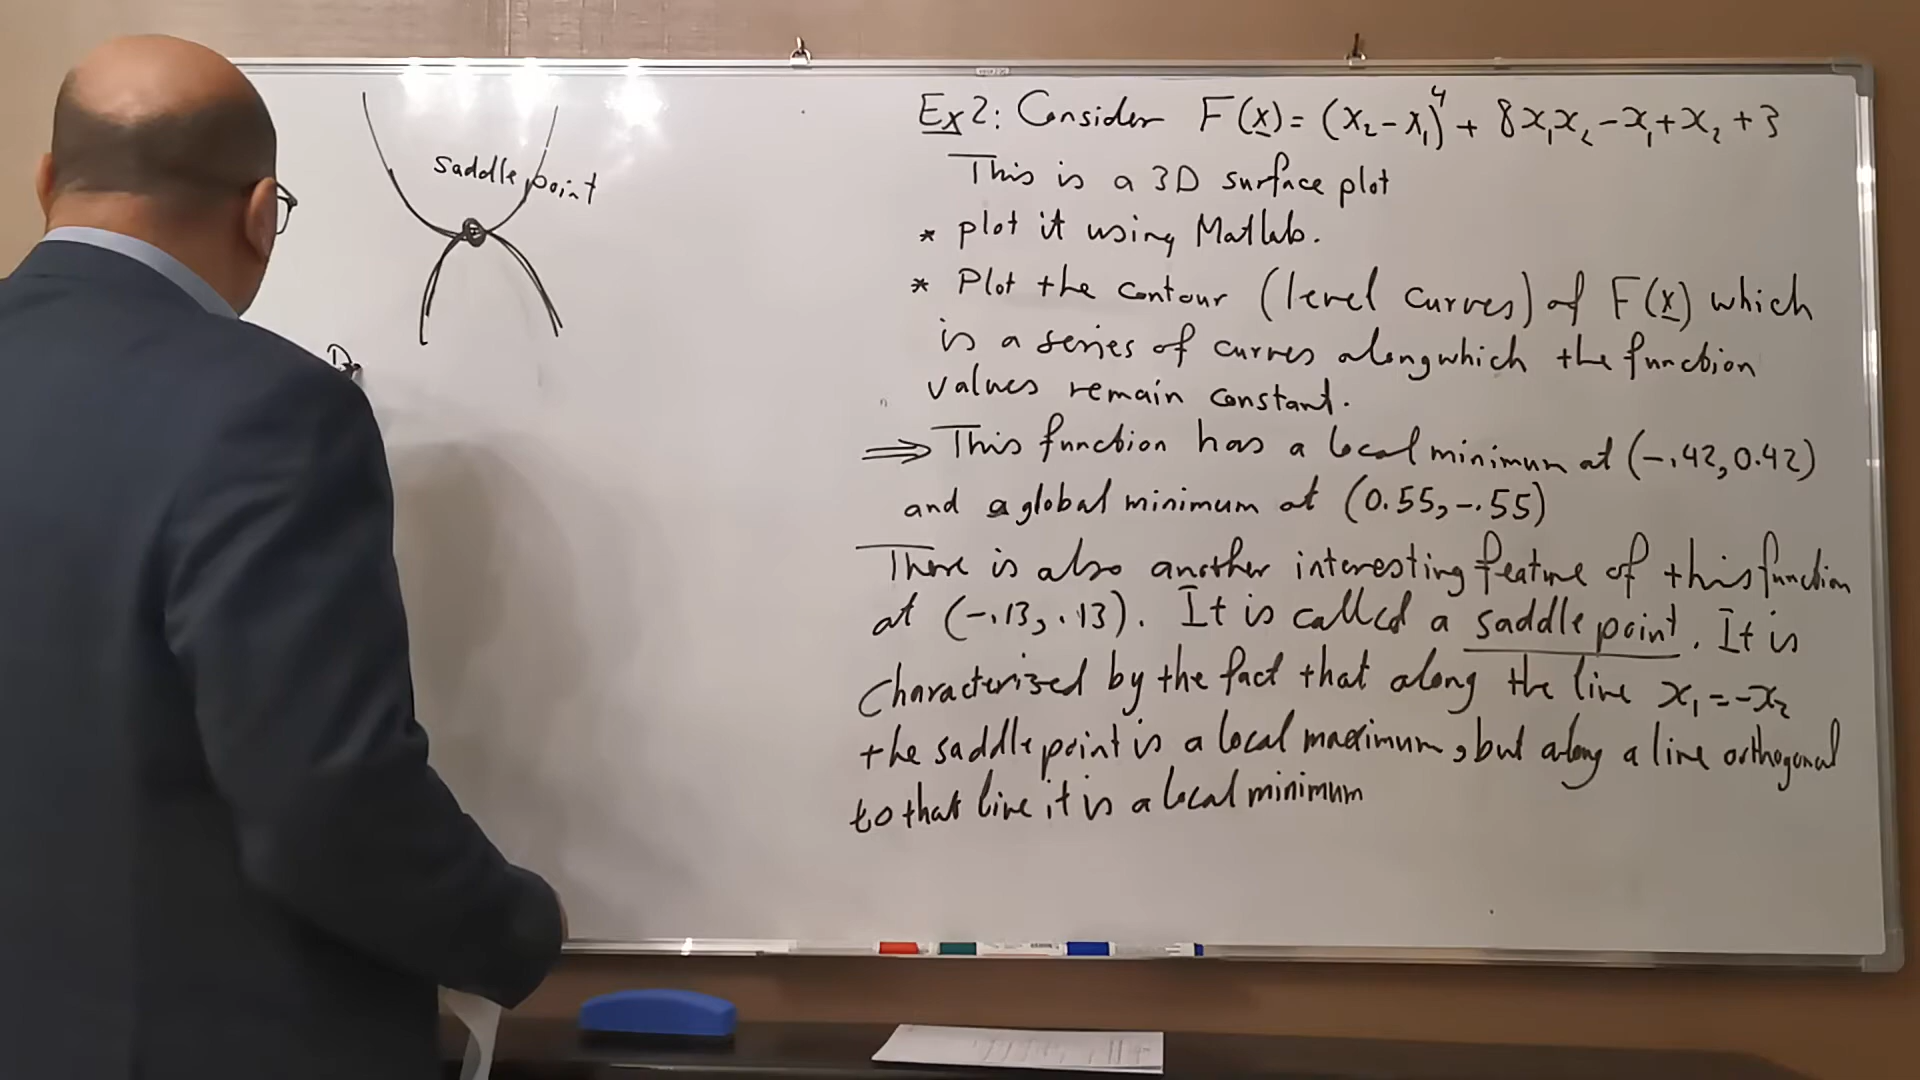 saddle point
D
Ex2: Consider F(x) = (x₂ - x₁)⁴ + 8x₁x₂ - x₁ + x₂ + 3
This is a 3D surface plot
* plot it using Matlab.
* Plot the contour (level curves) of F(x) which
is a series of curves along which the function
values remain constant.
⇒ This function has a local minimum at (-.42, 0.42)
and a global minimum at (0.55, -.55)
There is also another interesting feature of this function
at (-.13, .13). It is called a saddle point. It is
Characterized by the fact that along the line x₁ = -x₂
the saddle point is a local maximum, but along a line orthogonal
to that line it is a local minimum